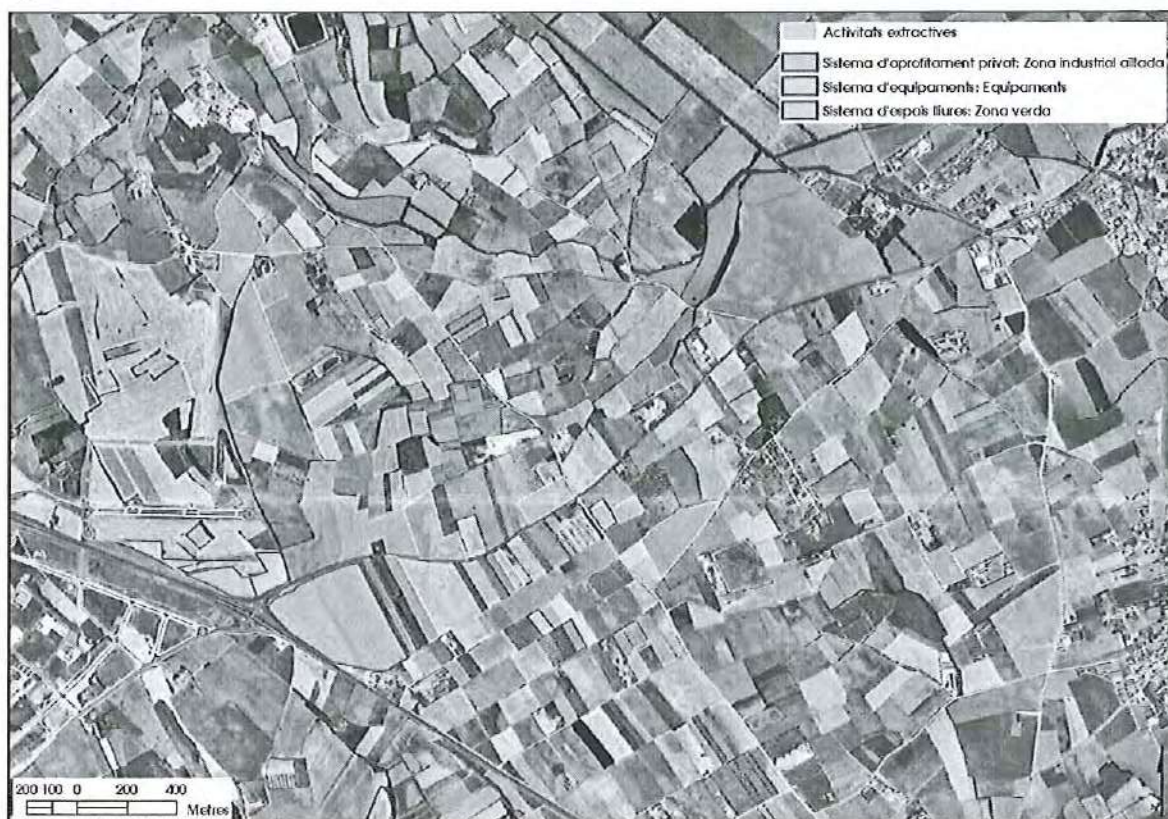 Activitats extractives
Sistema d'aprofitament privat: Zona industrial aïllada
Sistema d'equipaments: Equipaments
Sistema d'espais lliures: Zona verda
200 100 0 200 400
Metres